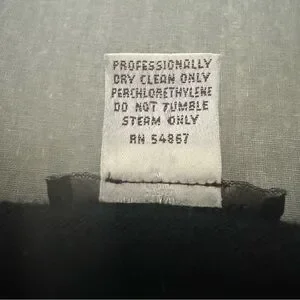 PROFESSIONALLY
DRY CLEAN ONLY
PERCHLORETHYLENE
DO NOT TUMBLE
STEAM ONLY
RN 54867